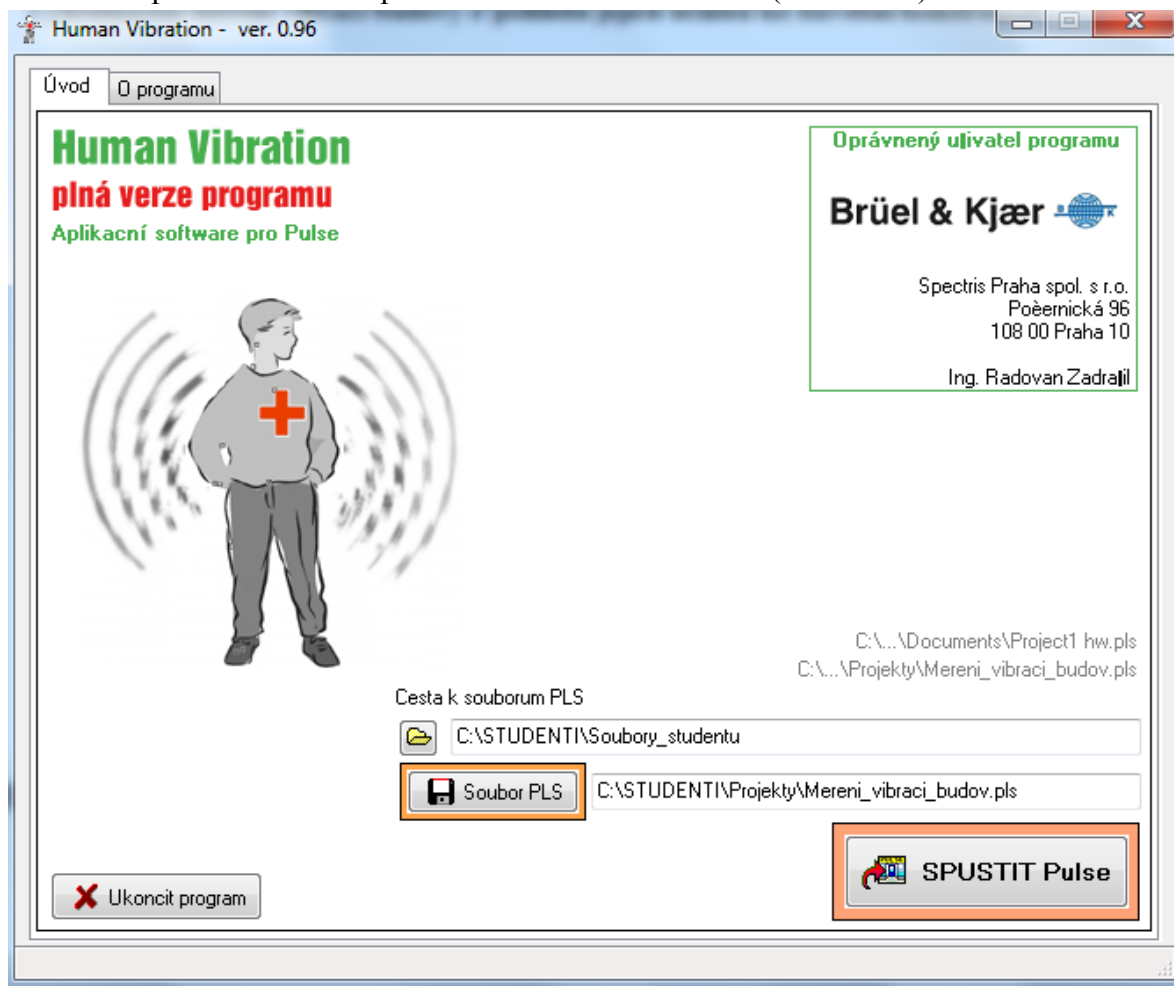 Human Vibration - ver. 0.96
Úvod
O programu
Human Vibration
plná verze programu
Aplikacní software pro Pulse
Oprávnený uľivatel programu
Brüel & Kjær
Spectris Praha spol. s r.o.
Poèernická 96
108 00 Praha 10
Ing. Radovan Zadraľil
C:\...\Documents\Project1 hw.pls
C:\...\Projekty\Mereni_vibraci_budov.pls
Cesta k souborum PLS
C:\STUDENTI\Soubory_studentu
Soubor PLS
C:\STUDENTI\Projekty\Mereni_vibraci_budov.pls
SPUSTIT Pulse
Ukoncit program